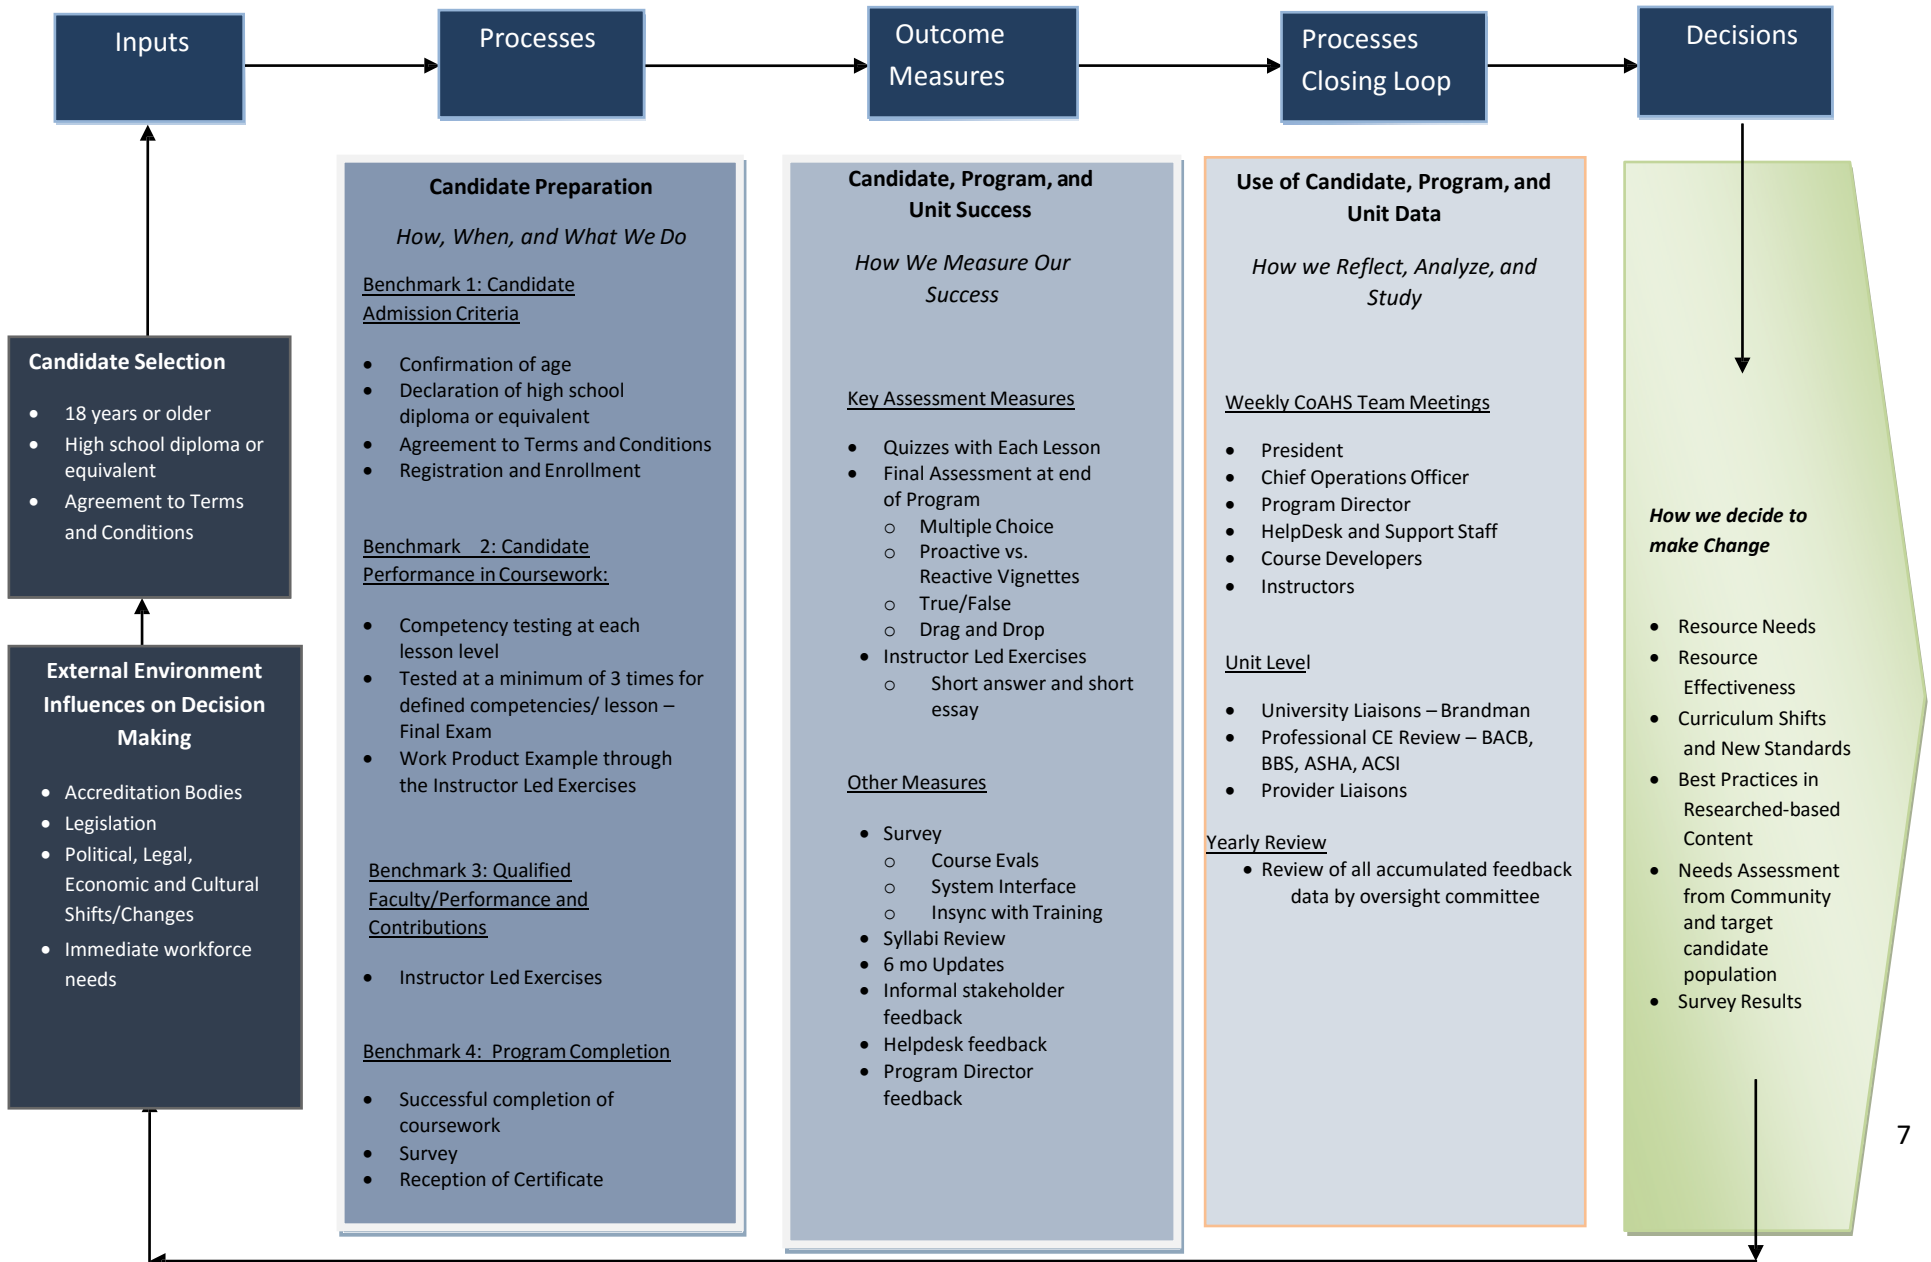 Inputs
Processes
Outcome
Measures
Processes
Closing Loop
Decisions
Candidate Selection
• 18 years or older
• High school diploma or
equivalent
• Agreement to Terms
and Conditions
External Environment
Influences on Decision
Making
• Accreditation Bodies
• Legislation
• Political, Legal,
Economic and Cultural
Shifts/Changes
• Immediate workforce
needs
Candidate Preparation
How, When, and What We Do
Benchmark 1: Candidate
Admission Criteria
• Confirmation of age
• Declaration of high school
diploma or equivalent
• Agreement to Terms and Conditions
• Registration and Enrollment
Benchmark 2: Candidate
Performance in Coursework:
• Competency testing at each
lesson level
• Tested at a minimum of 3 times for
defined competencies/ lesson –
Final Exam
• Work Product Example through
the Instructor Led Exercises
Benchmark 3: Qualified
Faculty/Performance and
Contributions
• Instructor Led Exercises
Benchmark 4: Program Completion
• Successful completion of
coursework
• Survey
• Reception of Certificate
Candidate, Program, and
Unit Success
How We Measure Our
Success
Key Assessment Measures
• Quizzes with Each Lesson
• Final Assessment at end
of Program
o Multiple Choice
o Proactive vs.
Reactive Vignettes
o True/False
o Drag and Drop
• Instructor Led Exercises
o Short answer and short
essay
Other Measures
• Survey
o Course Evals
o System Interface
o Insync with Training
• Syllabi Review
• 6 mo Updates
• Informal stakeholder
feedback
• Helpdesk feedback
• Program Director
feedback
Use of Candidate, Program, and
Unit Data
How we Reflect, Analyze, and
Study
Weekly CoAHS Team Meetings
• President
• Chief Operations Officer
• Program Director
• HelpDesk and Support Staff
• Course Developers
• Instructors
Unit Level
• University Liaisons – Brandman
• Professional CE Review – BACB,
BBS, ASHA, ACSI
• Provider Liaisons
Yearly Review
• Review of all accumulated feedback
data by oversight committee
How we decide to
make Change
• Resource Needs
• Resource
Effectiveness
• Curriculum Shifts
and New Standards
• Best Practices in
Researched-based
Content
• Needs Assessment
from Community
and target
candidate
population
• Survey Results
7